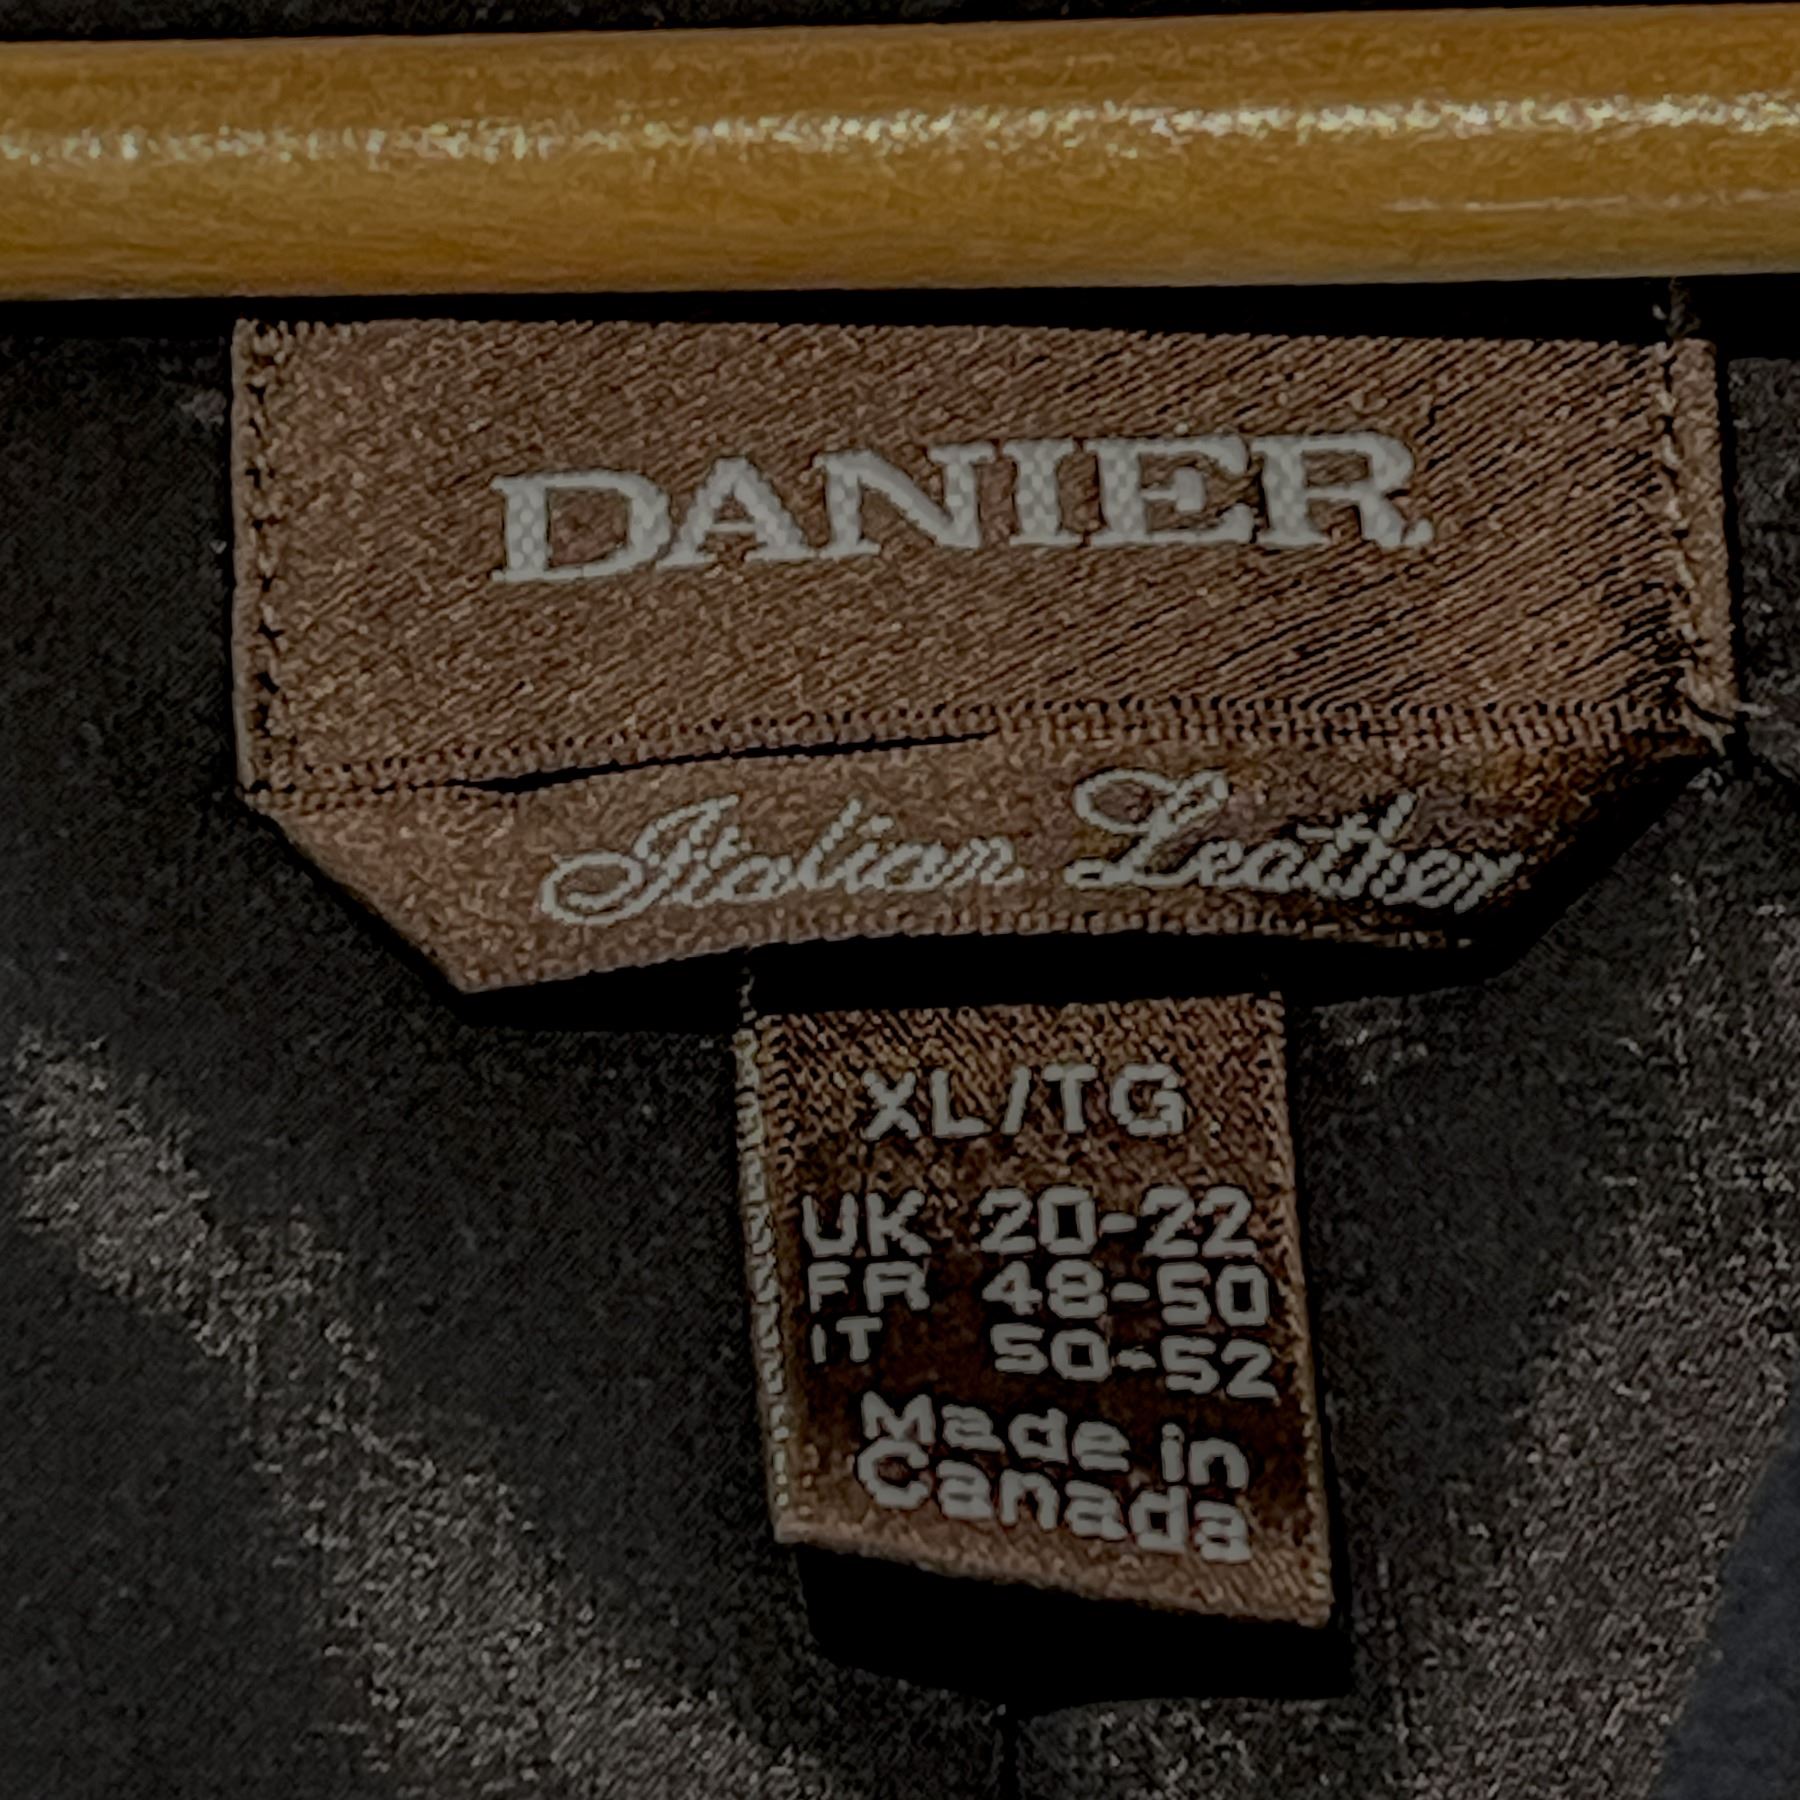 DANIER
Italian Leather
XL/TG
UK 20-22
FR 48-50
IT 50-52
Made in
Canada